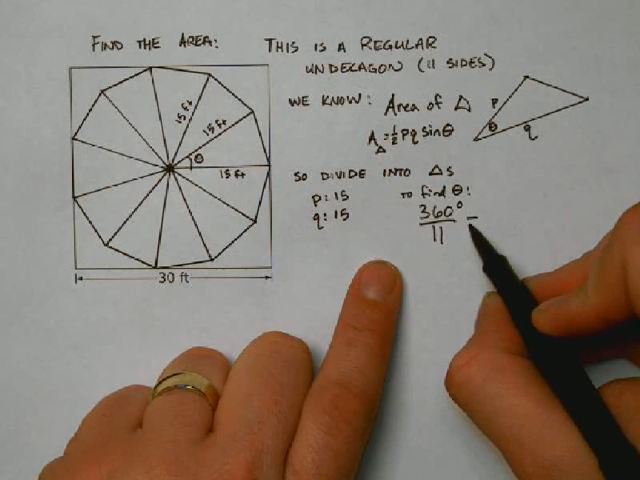 FIND THE AREA: THIS IS A REGULAR
UNDECAGON (11 SIDES)
WE KNOW: Area of △
A△ = ½ pq sin θ
p
θ
q
15 ft
15 ft
θ
15 ft
SO DIVIDE INTO △s
p: 15
q: 15
to find θ:
360° =
11
30 ft